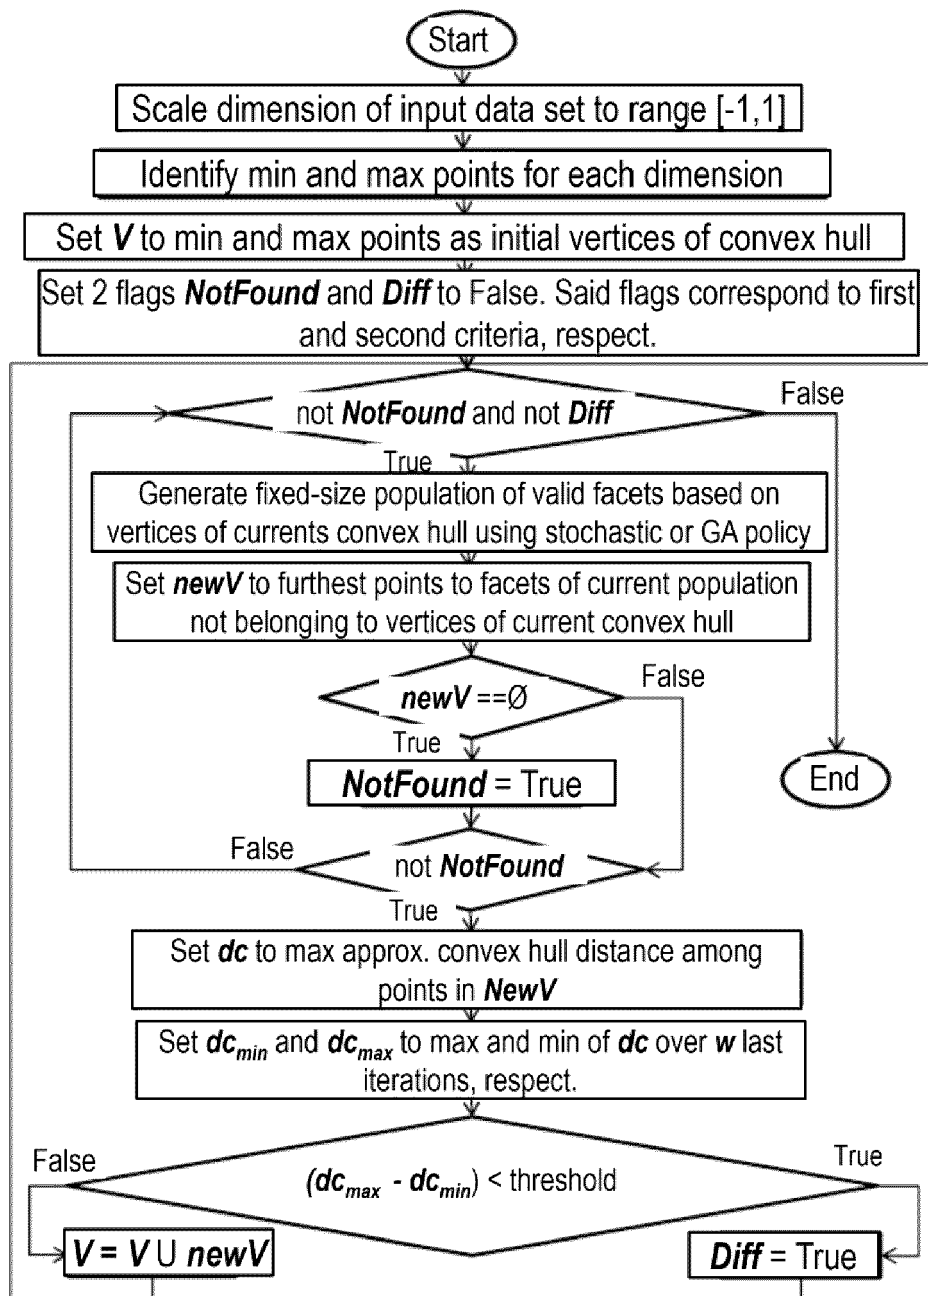 Start
Scale dimension of input data set to range [-1,1]
Identify min and max points for each dimension
Set V to min and max points as initial vertices of convex hull
Set 2 flags NotFound and Diff to False. Said flags correspond to first
and second criteria, respect.
not NotFound and not Diff
False
True
Generate fixed-size population of valid facets based on
vertices of currents convex hull using stochastic or GA policy
Set newV to furthest points to facets of current population
not belonging to vertices of current convex hull
newV ==Ø
False
True
NotFound = True
End
not NotFound
False
True
Set dc to max approx. convex hull distance among
points in NewV
Set dcmin and dcmax to max and min of dc over w last
iterations, respect.
(dcmax - dcmin) < threshold
False
True
V = V U newV
Diff = True